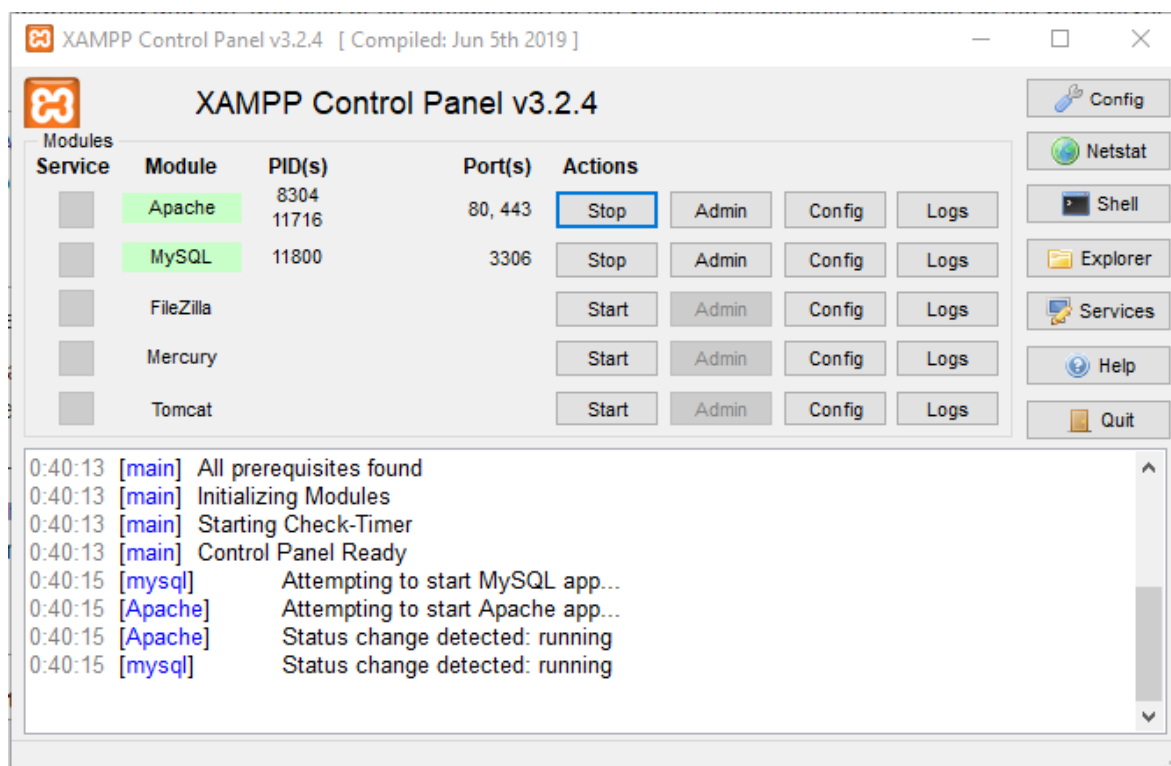 XAMPP Control Panel v3.2.4 [ Compiled: Jun 5th 2019 ]
XAMPP Control Panel v3.2.4
Config
Modules
Service Module PID(s) Port(s) Actions
Netstat
Apache 8304 11716 80, 443 Stop Admin Config Logs
Shell
MySQL 11800 3306 Stop Admin Config Logs
Explorer
FileZilla Start Admin Config Logs
Services
Mercury Start Admin Config Logs
Help
Tomcat Start Admin Config Logs
Quit
0:40:13 [main] All prerequisites found
0:40:13 [main] Initializing Modules
0:40:13 [main] Starting Check-Timer
0:40:13 [main] Control Panel Ready
0:40:15 [mysql] Attempting to start MySQL app...
0:40:15 [Apache] Attempting to start Apache app...
0:40:15 [Apache] Status change detected: running
0:40:15 [mysql] Status change detected: running